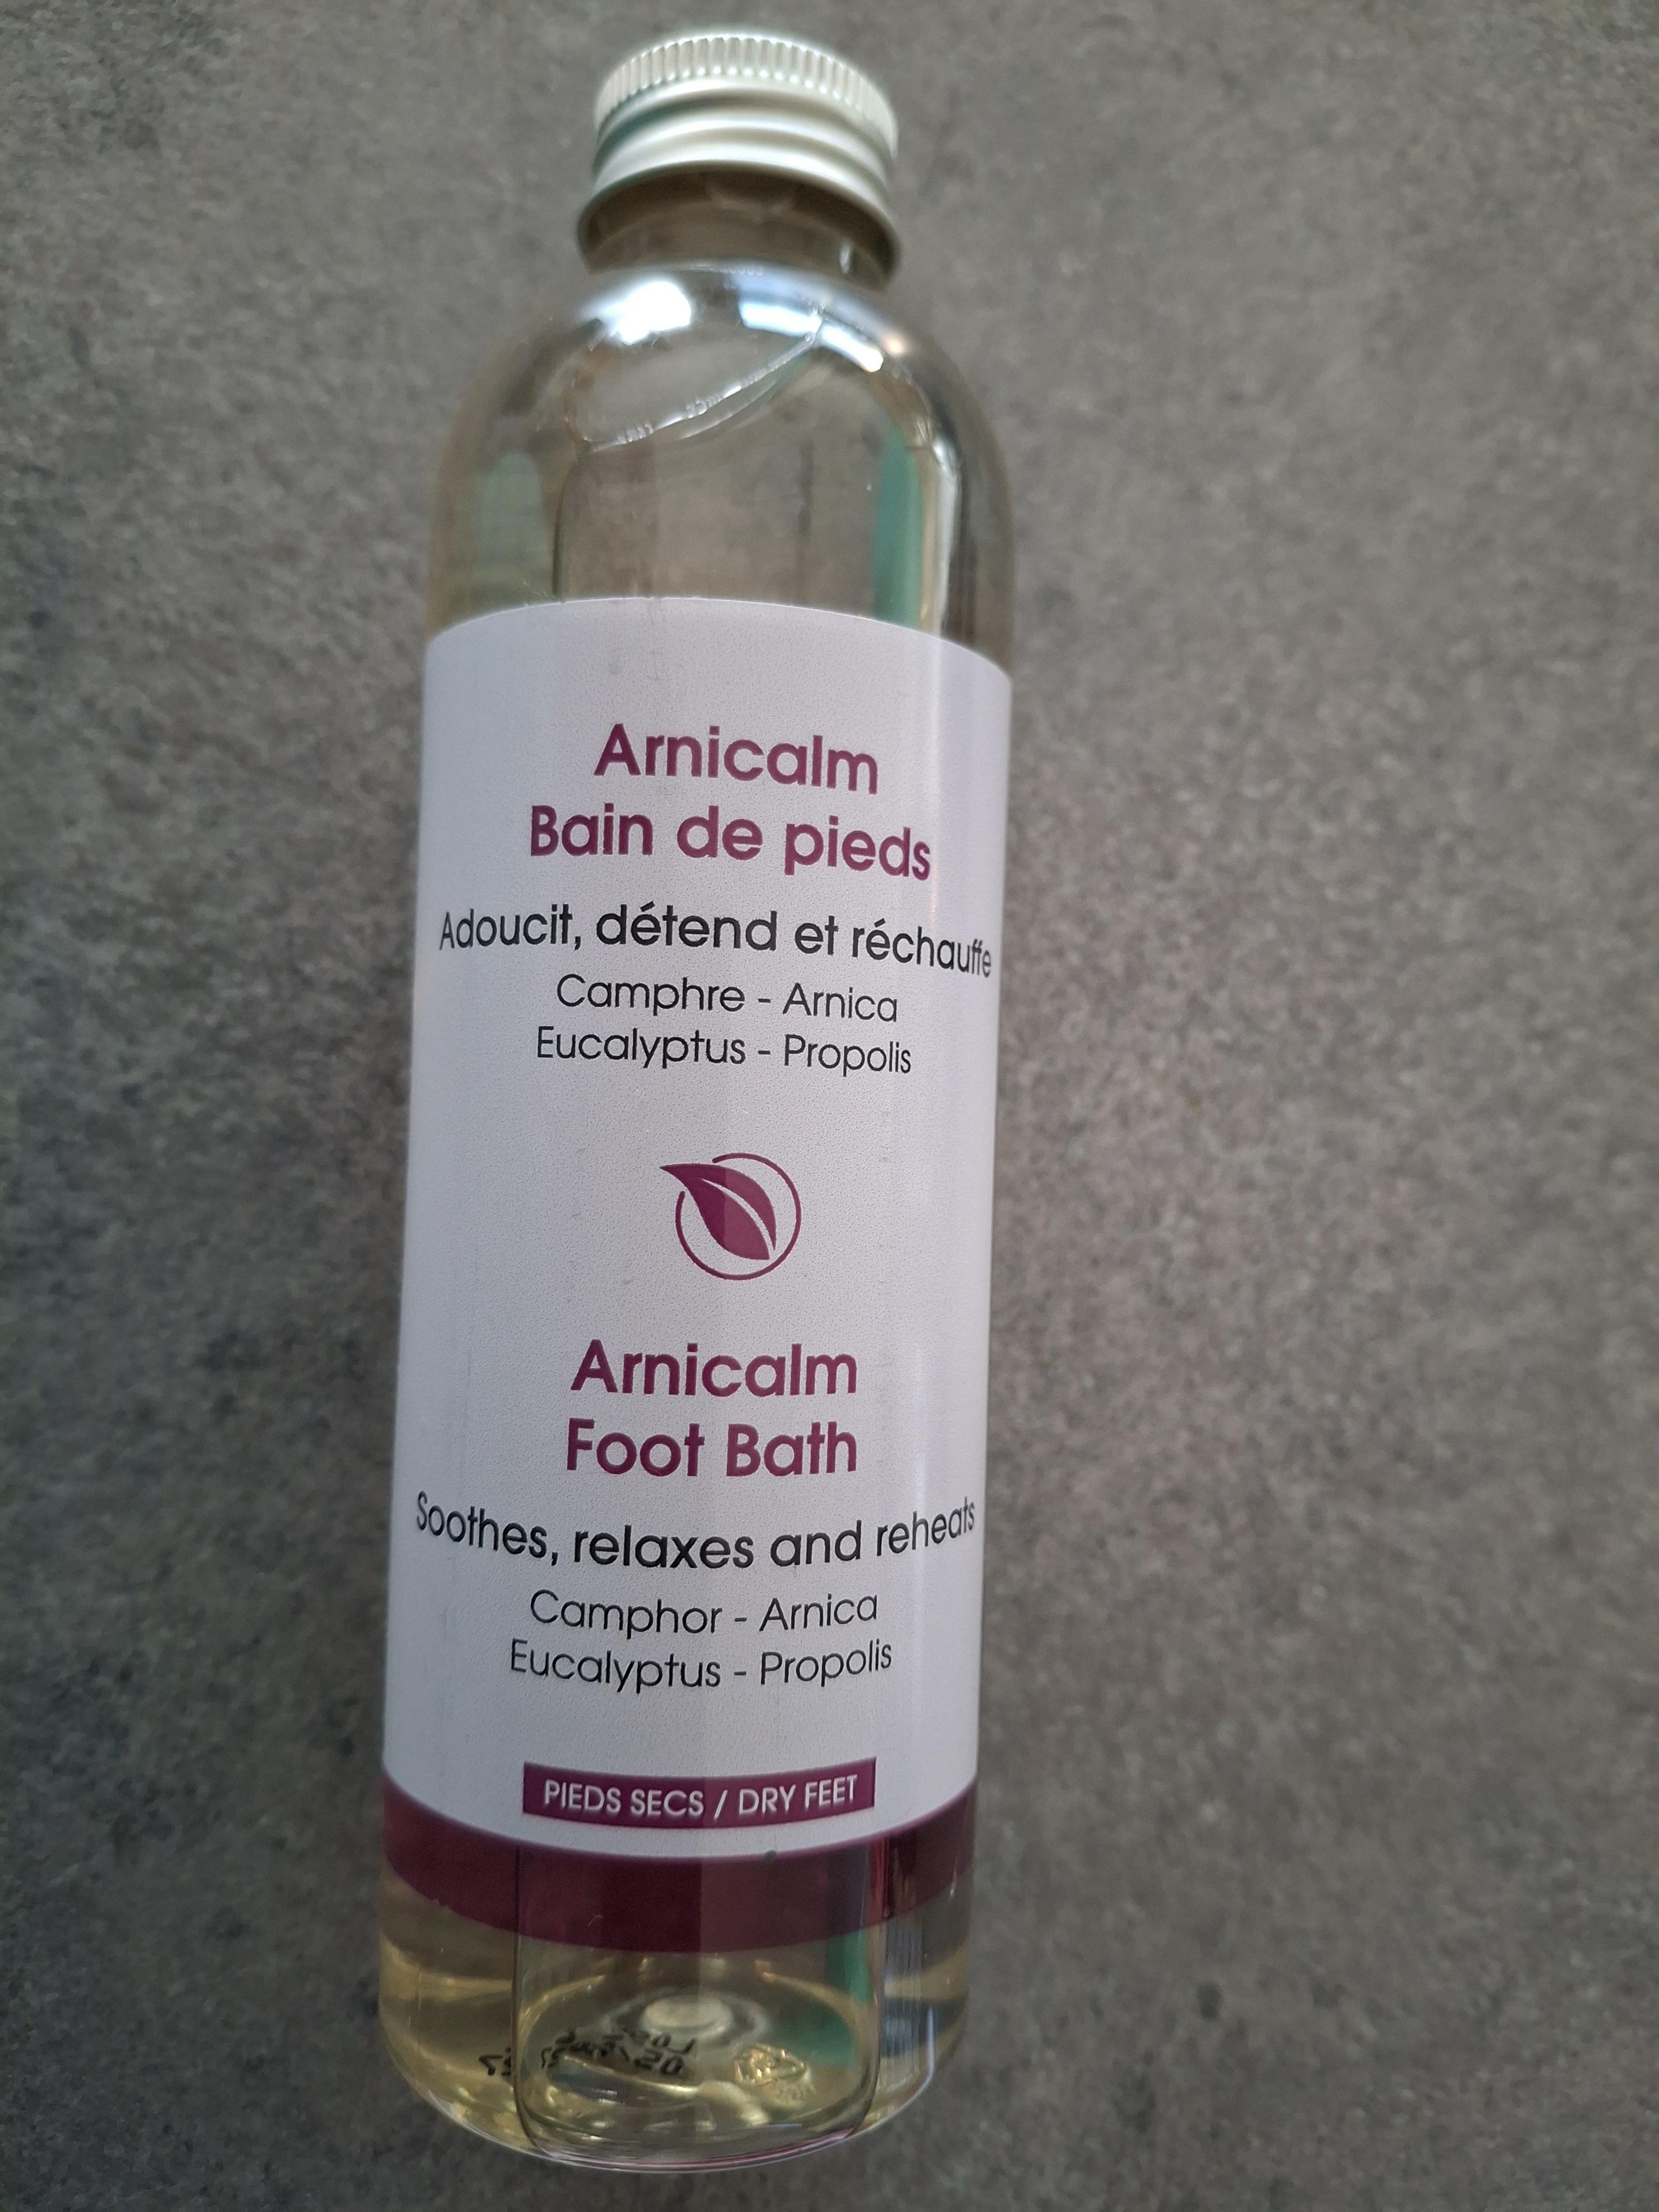 Arnicalm
Bain de pieds
Adoucit, détend et réchauffe
Camphre - Arnica
Eucalyptus - Propolis
Arnicalm
Foot Bath
Soothes, relaxes and reheats
Camphor - Arnica
Eucalyptus - Propolis
PIEDS SECS / DRY FEET